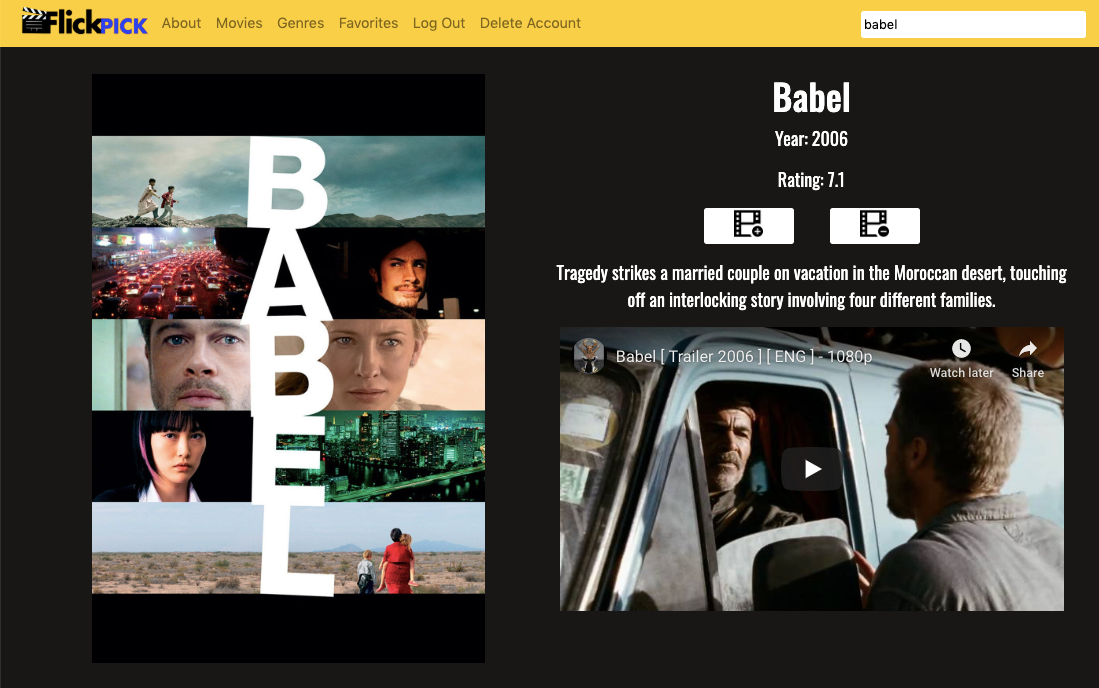 FlickPICK About Movies Genres Favorites Log Out Delete Account babel
BABEL
Babel
Year: 2006
Rating: 7.1
Tragedy strikes a married couple on vacation in the Moroccan desert, touching
off an interlocking story involving four different families.
Babel [ Trailer 2006 ] [ ENG ] - 1080p
Watch later Share